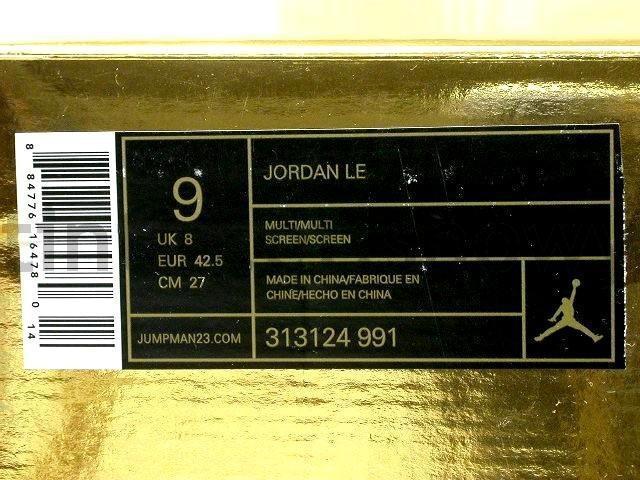 8 84776 16478 0 14
9
UK 8
EUR 42.5
CM 27
JUMPMAN23.COM
JORDAN LE
MULTI/MULTI
SCREEN/SCREEN
MADE IN CHINA/FABRIQUE EN
CHINE/HECHO EN CHINA
313124 991